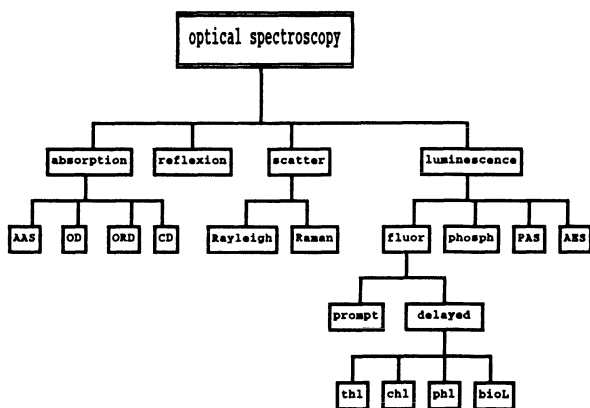 optical spectroscopy
absorption
reflexion
scatter
luminescence
AAS
OD
ORD
CD
Rayleigh
Raman
fluor
phosph
PAS
AES
prompt
delayed
thl
chl
phl
bioL